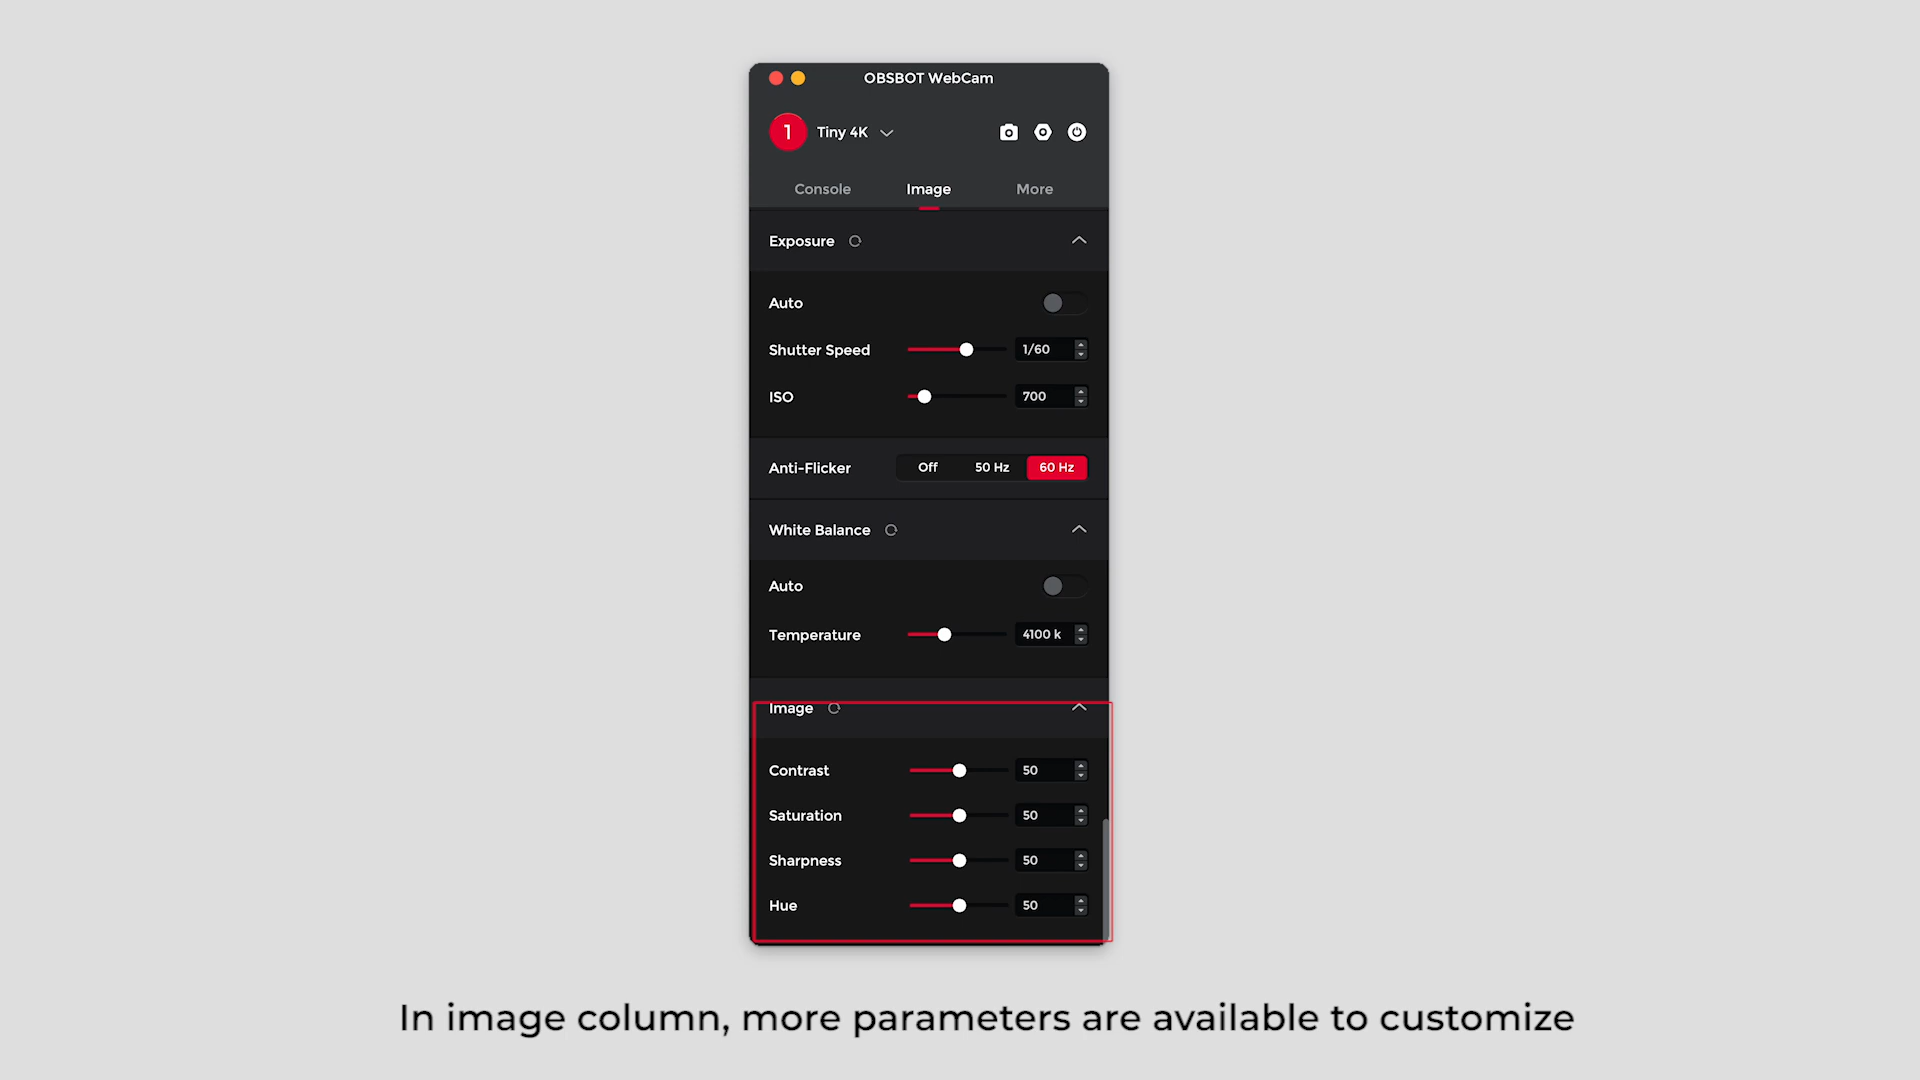 OBSBOT WebCam
1 Tiny 4K
Console Image More
Exposure
Auto
Shutter Speed 1/60
ISO 700
Anti-Flicker Off 50 Hz 60 Hz
White Balance
Auto
Temperature 4100 k
Image
Contrast 50
Saturation 50
Sharpness 50
Hue 50
In image column, more parameters are available to customize